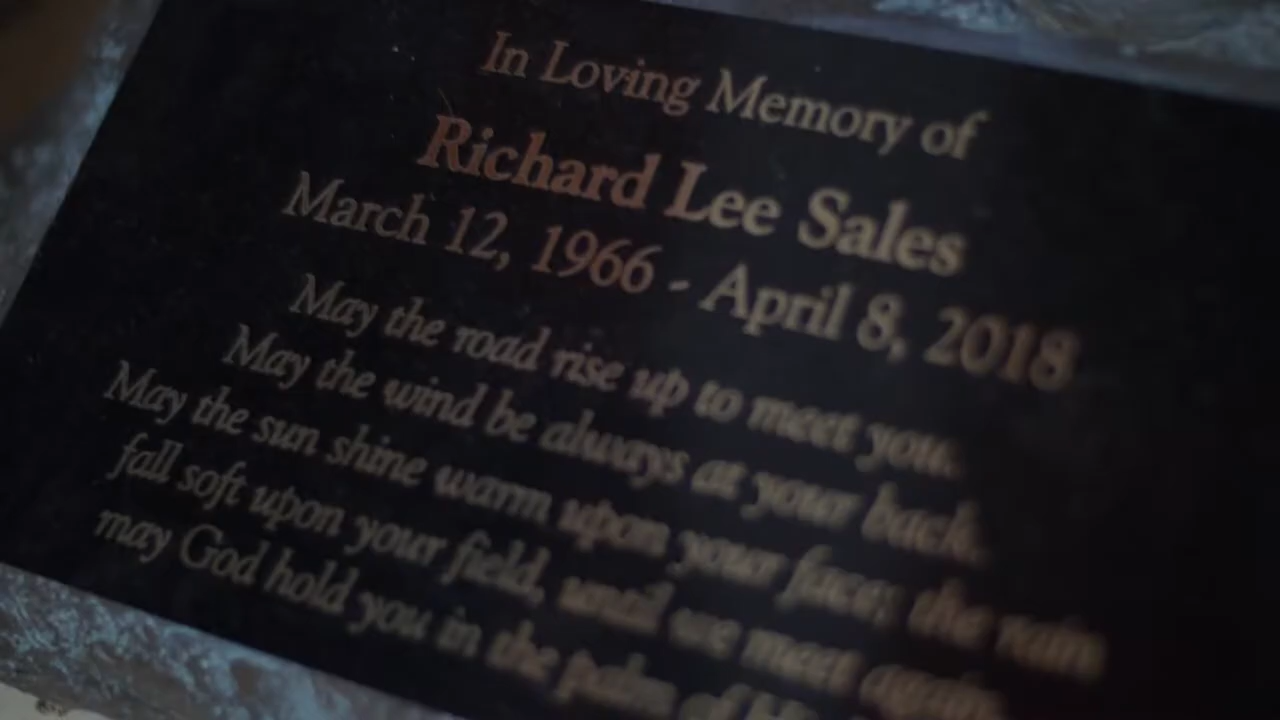 In Loving Memory of
Richard Lee Sales
March 12, 1966 - April 8, 2018
May the road rise up to meet you.
May the wind be always at your back.
May the sun shine warm upon your face; the rain
fall soft upon your field, until we meet again,
may God hold you in the palm of